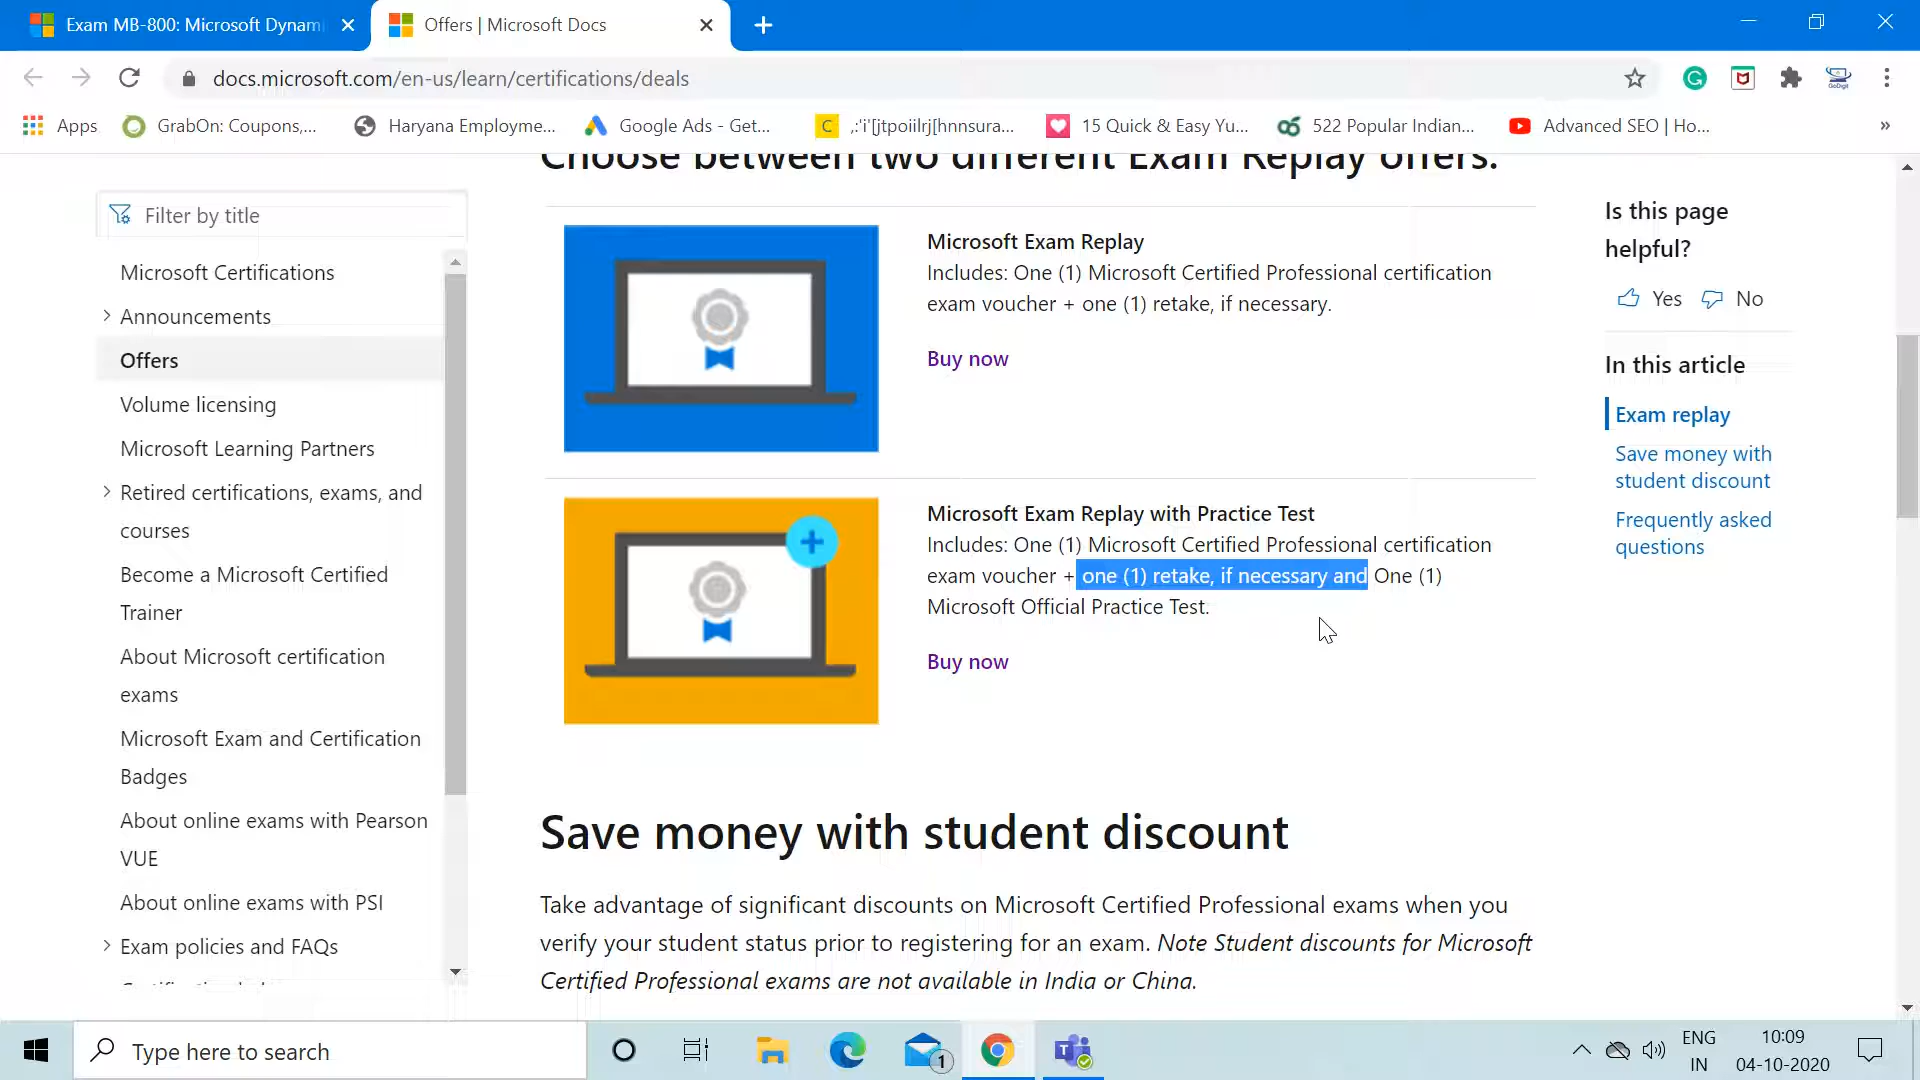 Exam MB-800: Microsoft Dynami
Offers | Microsoft Docs
docs.microsoft.com/en-us/learn/certifications/deals
Apps
GrabOn: Coupons,...
Haryana Employme...
Google Ads - Get...
,:'i'[jtpoiilrj[hnnsura...
15 Quick & Easy Yu...
522 Popular Indian...
Advanced SEO | Ho...
»
Choose between two different Exam Replay offers.
Filter by title
Microsoft Certifications
Announcements
Offers
Volume licensing
Microsoft Learning Partners
Retired certifications, exams, and
courses
Become a Microsoft Certified
Trainer
About Microsoft certification
exams
Microsoft Exam and Certification
Badges
About online exams with Pearson
VUE
About online exams with PSI
Exam policies and FAQs
Microsoft Exam Replay
Includes: One (1) Microsoft Certified Professional certification
exam voucher + one (1) retake, if necessary.
Buy now
Microsoft Exam Replay with Practice Test
Includes: One (1) Microsoft Certified Professional certification
exam voucher + one (1) retake, if necessary and One (1)
Microsoft Official Practice Test.
Buy now
Save money with student discount
Take advantage of significant discounts on Microsoft Certified Professional exams when you
verify your student status prior to registering for an exam. Note Student discounts for Microsoft
Certified Professional exams are not available in India or China.
Is this page
helpful?
Yes
No
In this article
Exam replay
Save money with
student discount
Frequently asked
questions
Type here to search
1
ENG
IN
10:09
04-10-2020